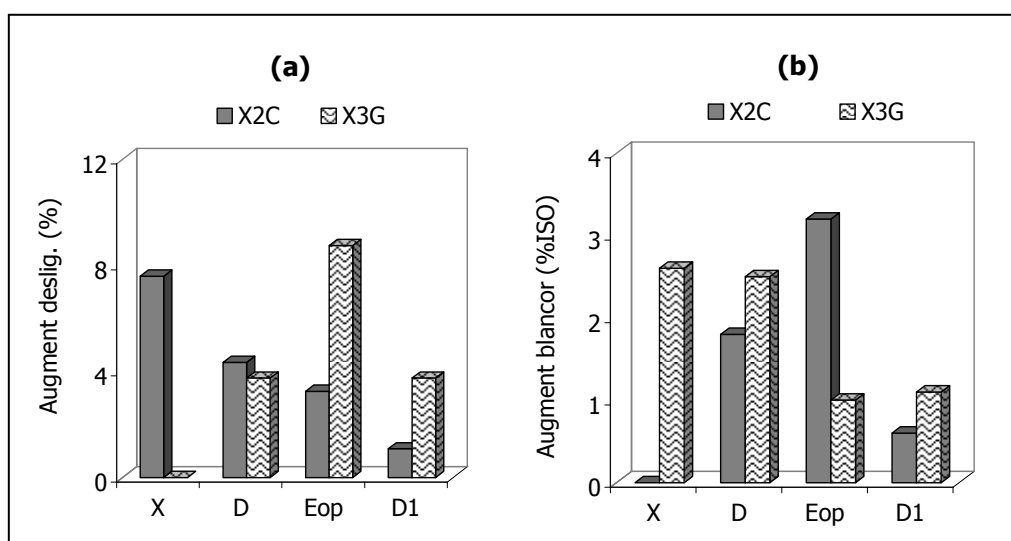 (a)
X2C X3G
Augment deslig. (%)
12
8
4
0
X D Eop D1
(b)
X2C X3G
Augment blancor (%ISO)
4
3
2
1
0
X D Eop D1